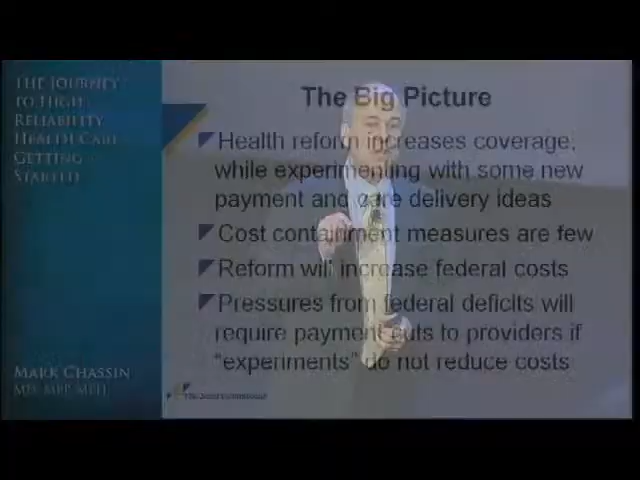 THE JOURNEY
TO HIGH
RELIABILITY
HEALTH CARE
GETTING
STARTED
The Big Picture
Health reform increases coverage,
while experimenting with some new
payment and care delivery ideas
Cost containment measures are few
Reform will increase federal costs
Pressures from federal deficits will
require payment cuts to providers if
“experiments” do not reduce costs
MARK CHASSIN
MD, MPP, MPH
The Joint Commission